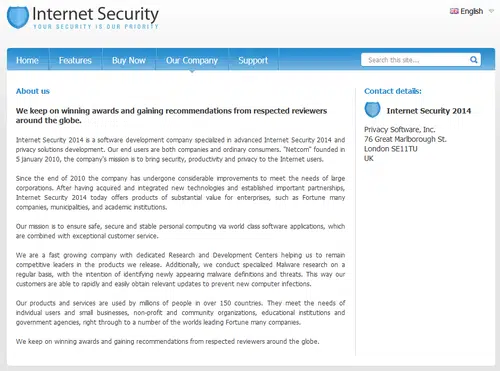 Internet Security
YOUR SECURITY IS OUR PRIORITY
English
Home
Features
Buy Now
Our Company
Support
Search this site...
About us
We keep on winning awards and gaining recommendations from respected reviewers
around the globe.
Internet Security 2014 is a software development company specialized in advanced Internet Security 2014 and
privacy solutions development. Our end users are both companies and ordinary consumers. "Netcom" founded in
5 January 2010, the company's mission is to bring security, productivity and privacy to the Internet users.
Since the end of 2010 the company has undergone considerable improvements to meet the needs of large
corporations. After having acquired and integrated new technologies and established important partnerships,
Internet Security 2014 today offers products of substantial value for enterprises, such as Fortune many
companies, municipalities, and academic institutions.
Our mission is to ensure safe, secure and stable personal computing via world class software applications, which
are combined with exceptional customer service.
We are a fast growing company with dedicated Research and Development Centers helping us to remain
competitive leaders in the products we release. Additionally, we conduct specialized Malware research on a
regular basis, with the intention of identifying newly appearing malware definitions and threats. This way our
customers are able to rapidly and easily obtain relevant updates to prevent new computer infections.
Our products and services are used by millions of people in over 150 countries. They meet the needs of
individual users and small businesses, non-profit and community organizations, educational institutions and
government agencies, right through to a number of the worlds leading Fortune many companies.
We keep on winning awards and gaining recommendations from respected reviewers around the globe.
Contact details:
Internet Security 2014
Privacy Software, Inc.
76 Great Marlborough St.
London SE11TU
UK